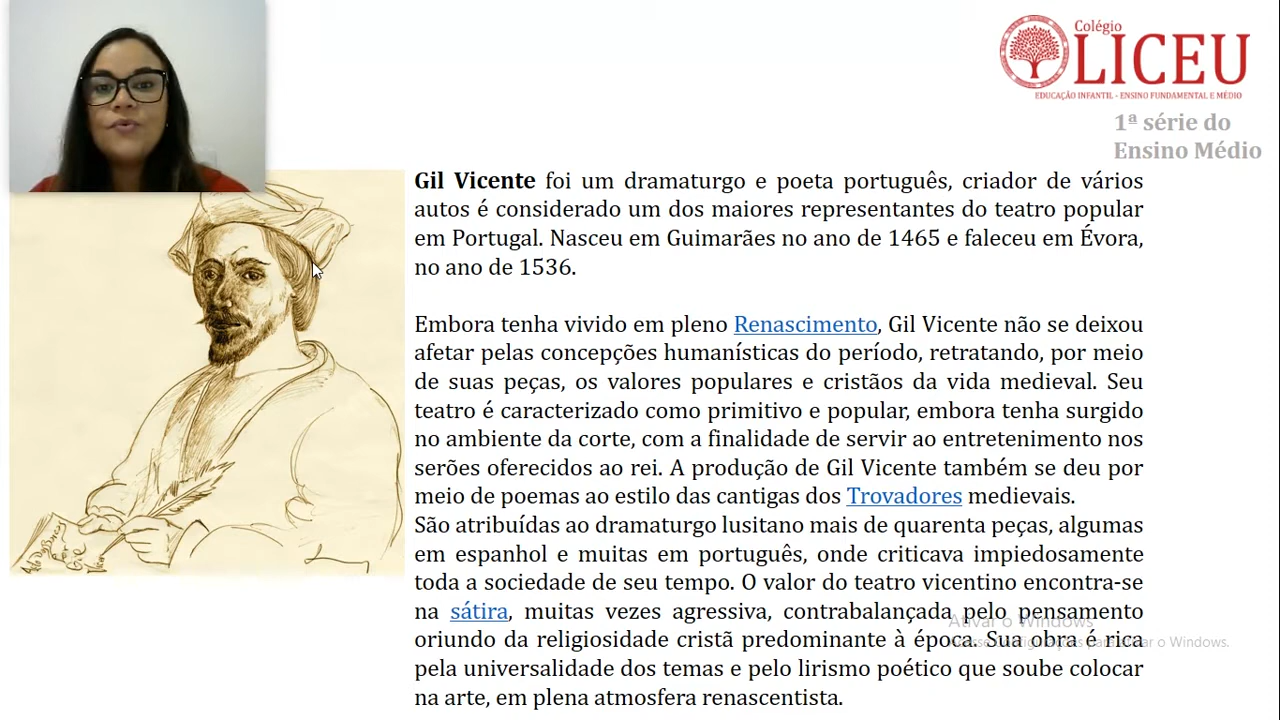 Colégio
LICEU
EDUCAÇÃO INFANTIL - ENSINO FUNDAMENTAL E MÉDIO
1ª série do
Ensino Médio
Gil Vicente foi um dramaturgo e poeta português, criador de vários
autos é considerado um dos maiores representantes do teatro popular
em Portugal. Nasceu em Guimarães no ano de 1465 e faleceu em Évora,
no ano de 1536.
Embora tenha vivido em pleno Renascimento, Gil Vicente não se deixou
afetar pelas concepções humanísticas do período, retratando, por meio
de suas peças, os valores populares e cristãos da vida medieval. Seu
teatro é caracterizado como primitivo e popular, embora tenha surgido
no ambiente da corte, com a finalidade de servir ao entretenimento nos
serões oferecidos ao rei. A produção de Gil Vicente também se deu por
meio de poemas ao estilo das cantigas dos Trovadores medievais.
São atribuídas ao dramaturgo lusitano mais de quarenta peças, algumas
em espanhol e muitas em português, onde criticava impiedosamente
toda a sociedade de seu tempo. O valor do teatro vicentino encontra-se
na sátira, muitas vezes agressiva, contrabalançada pelo pensamento
oriundo da religiosidade cristã predominante à época. Sua obra é rica
pela universalidade dos temas e pelo lirismo poético que soube colocar
na arte, em plena atmosfera renascentista.
Ativar o Windows
Acesse Configurações para ativar o Windows.